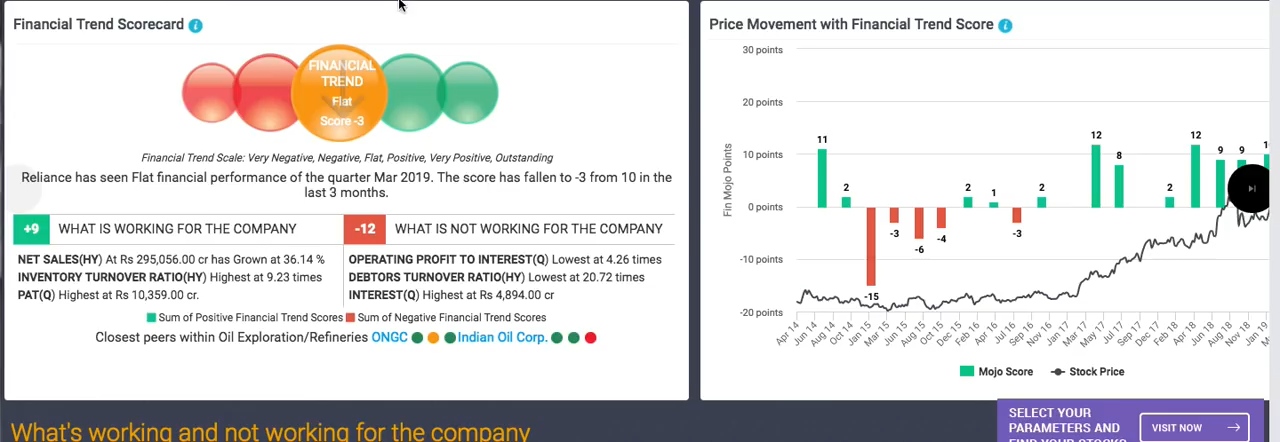 Financial Trend Scorecard
FINANCIAL
TREND
Flat
Score -3
Financial Trend Scale: Very Negative, Negative, Flat, Positive, Very Positive, Outstanding
Reliance has seen Flat financial performance of the quarter Mar 2019. The score has fallen to -3 from 10 in the
last 3 months.
+9 WHAT IS WORKING FOR THE COMPANY
NET SALES(HY) At Rs 295,056.00 cr has Grown at 36.14 %
INVENTORY TURNOVER RATIO(HY) Highest at 9.23 times
PAT(Q) Highest at Rs 10,359.00 cr.
-12 WHAT IS NOT WORKING FOR THE COMPANY
OPERATING PROFIT TO INTEREST(Q) Lowest at 4.26 times
DEBTORS TURNOVER RATIO(HY) Lowest at 20.72 times
INTEREST(Q) Highest at Rs 4,894.00 cr
Sum of Positive Financial Trend Scores Sum of Negative Financial Trend Scores
Closest peers within Oil Exploration/Refineries ONGC Indian Oil Corp.
Price Movement with Financial Trend Score
Fin Mojo Points
30 points
20 points
10 points
0 points
-10 points
-20 points
11 2 -15 -3 -6 -4 2 1 -3 2 12 8 2 12 9 9
Apr 14 Jun 14 Aug 14 Oct 14 Jan 15 Mar 15 Jun 15 Aug 15 Oct 15 Dec 15 Feb 16 Apr 16 Jun 16 Sep 16 Nov 16 Jan 17 Mar 17 May 17 Jul 17 Sep 17 Dec 17 Feb 18 Apr 18 Jun 18 Aug 18 Nov 18 Jan 19
Mojo Score Stock Price
What's working and not working for the company
SELECT YOUR
PARAMETERS AND
FIND YOUR STOCKS
VISIT NOW